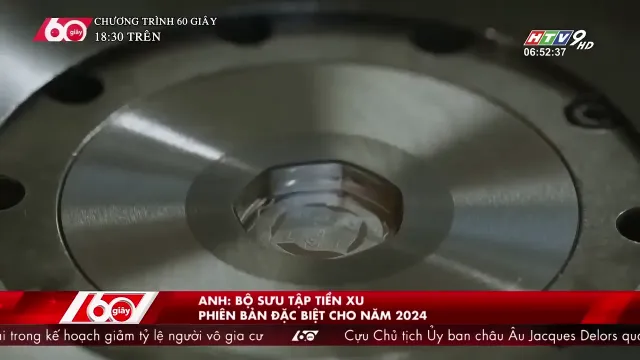 60 giây
CHƯƠNG TRÌNH 60 GIÂY
18:30 TRÊN
HTV9 HD
06:52:37
60 giây
ANH: BỘ SƯU TẬP TIỀN XU
PHIÊN BẢN ĐẶC BIỆT CHO NĂM 2024
trong kế hoạch giảm tỷ lệ người vô gia cư 60 Cựu Chủ tịch Ủy ban châu Âu Jacques Delors